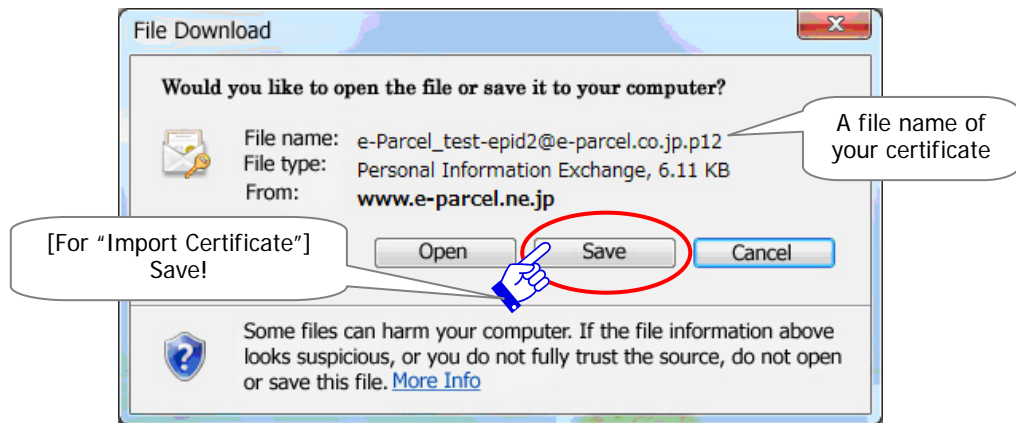 File Download
Would you like to open the file or save it to your computer?
File name: e-Parcel_test-epid2@e-parcel.co.jp.p12
File type: Personal Information Exchange, 6.11 KB
From: www.e-parcel.ne.jp
A file name of
your certificate
[For “Import Certificate”]
Save!
Open Save Cancel
Some files can harm your computer. If the file information above
looks suspicious, or you do not fully trust the source, do not open
or save this file. More Info